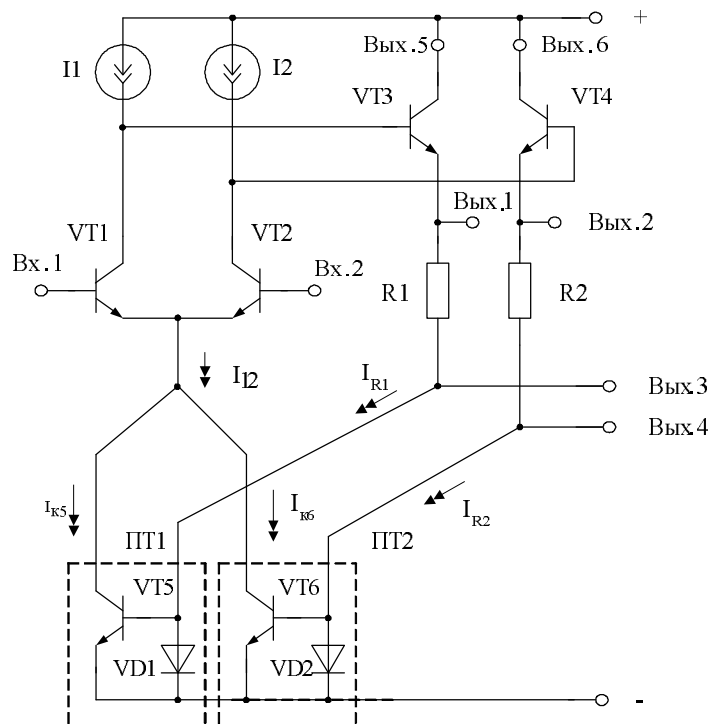 +
Вых.5
Вых.6
I1
I2
VT3
VT4
Вых.1
Вых.2
VT1
VT2
Вх.1
Вх.2
R1
R2
I12
IR1
Вых.3
Вых.4
Iк5
Iк6
IR2
ПТ1
ПТ2
VT5
VT6
VD1
VD2
-